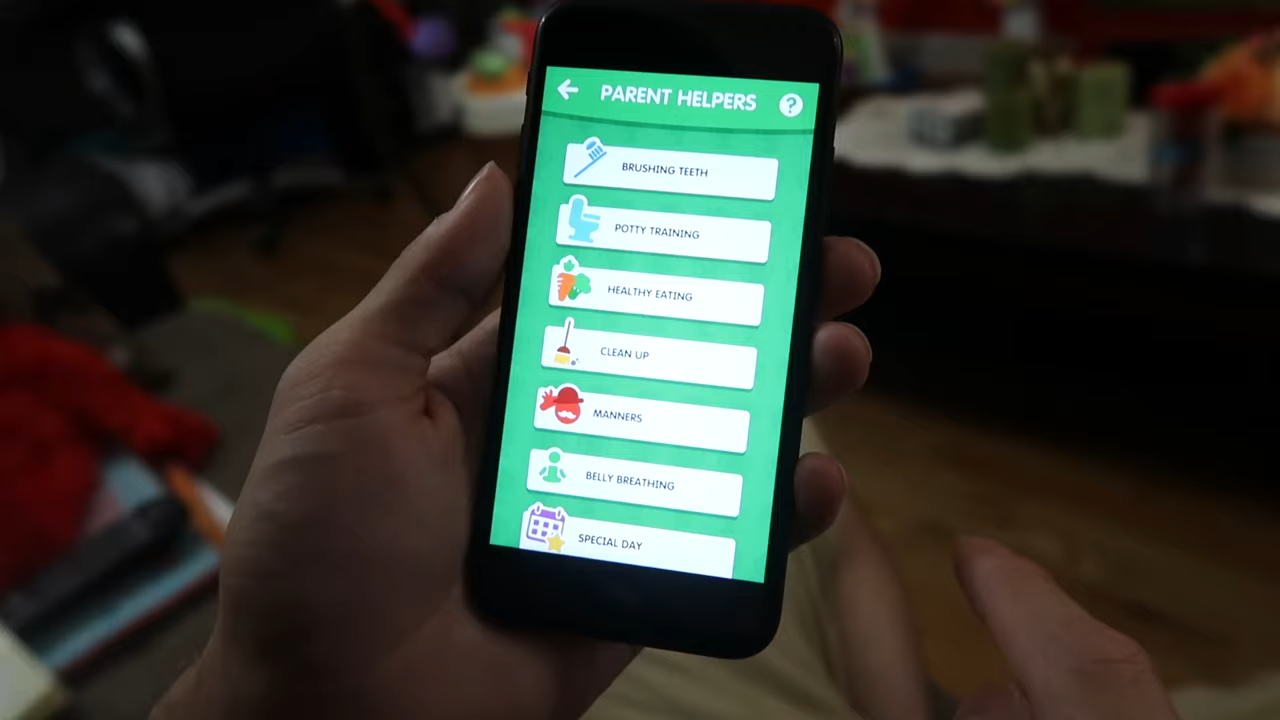 PARENT HELPERS ?
BRUSHING TEETH
POTTY TRAINING
HEALTHY EATING
CLEAN UP
MANNERS
BELLY BREATHING
SPECIAL DAY